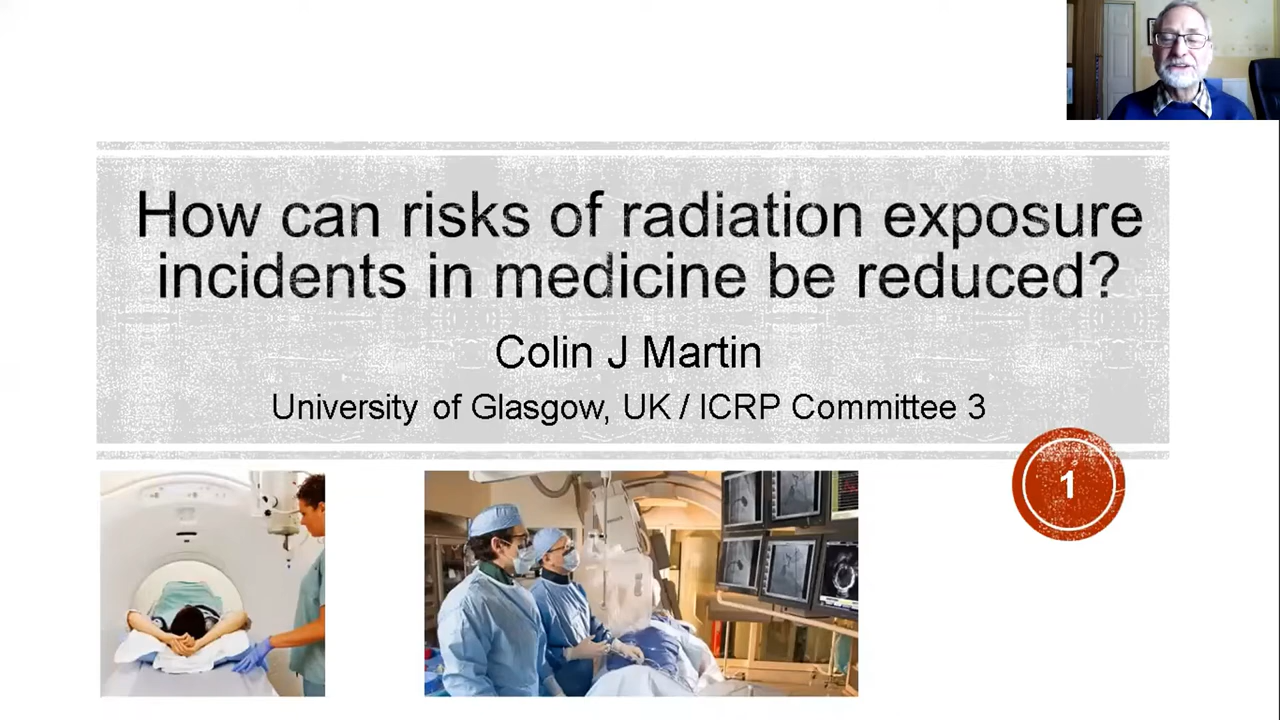 How can risks of radiation exposure
incidents in medicine be reduced?
Colin J Martin
University of Glasgow, UK / ICRP Committee 3
1